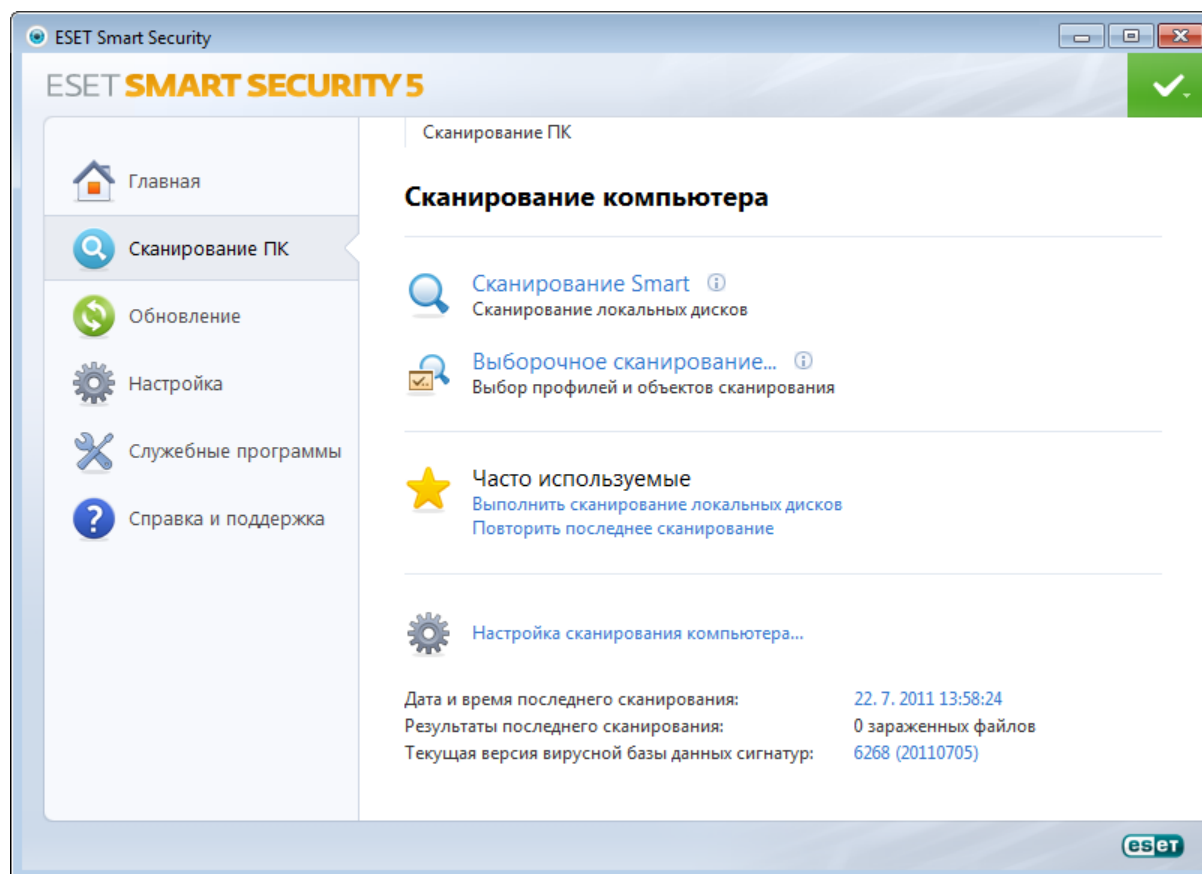 ESET Smart Security
ESET SMART SECURITY 5
Главная
Сканирование ПК
Обновление
Настройка
Служебные программы
Справка и поддержка
Сканирование ПК
Сканирование компьютера
Сканирование Smart
Сканирование локальных дисков
Выборочное сканирование...
Выбор профилей и объектов сканирования
Часто используемые
Выполнить сканирование локальных дисков
Повторить последнее сканирование
Настройка сканирования компьютера...
Дата и время последнего сканирования: 22. 7. 2011 13:58:24
Результаты последнего сканирования: 0 зараженных файлов
Текущая версия вирусной базы данных сигнатур: 6268 (20110705)
eset